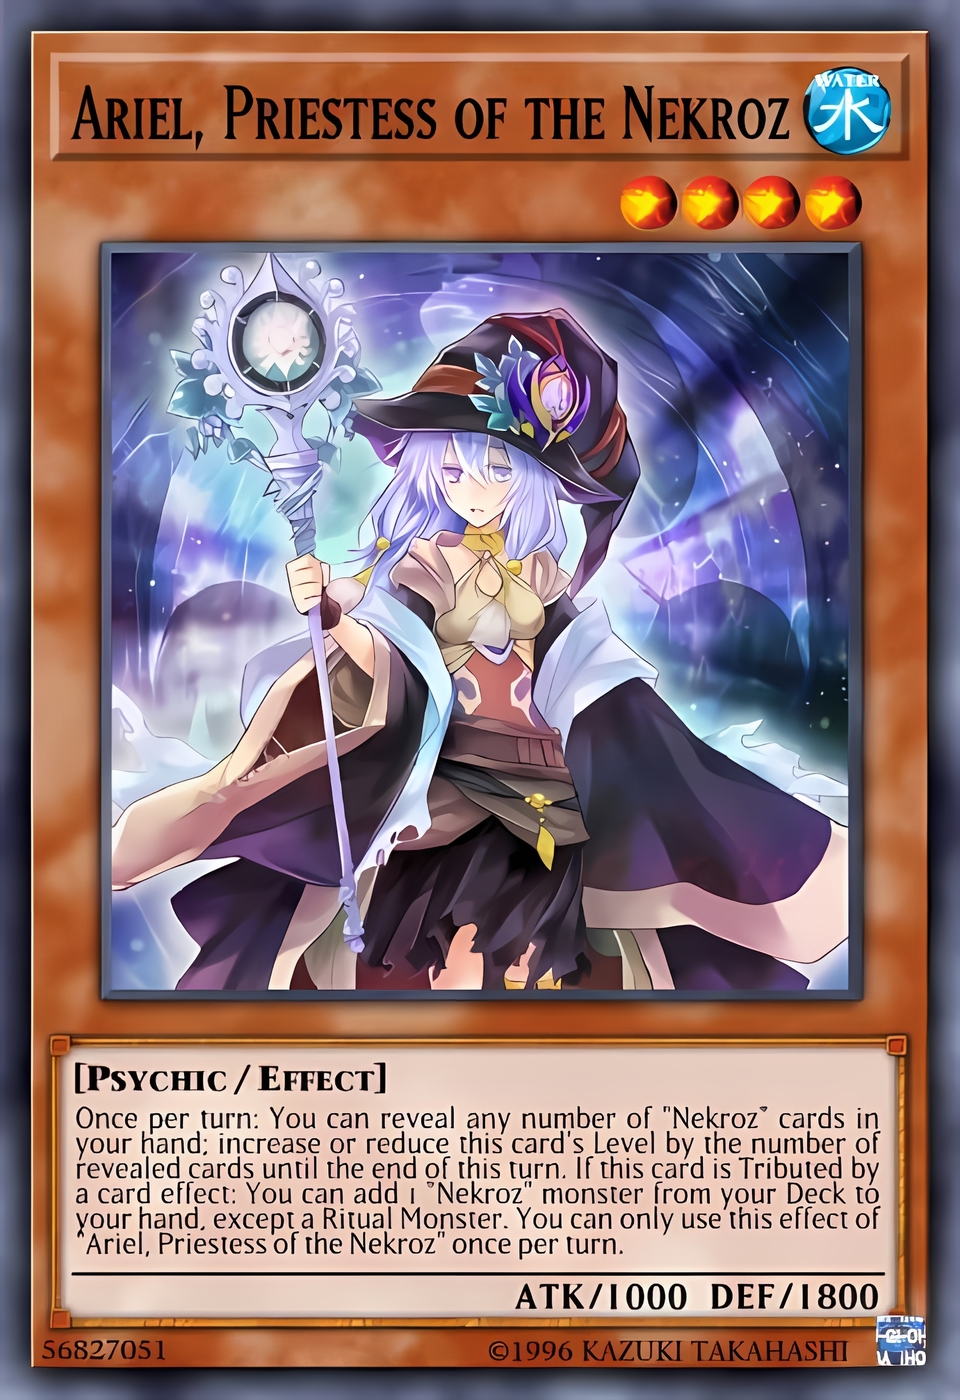 Ariel, Priestess of the Nekroz
WATER
水
[Psychic / Effect]
Once per turn: You can reveal any number of "Nekroz" cards in
your hand; increase or reduce this card's Level by the number of
revealed cards until the end of this turn. If this card is Tributed by
a card effect: You can add 1 "Nekroz" monster from your Deck to
your hand, except a Ritual Monster. You can only use this effect of
"Ariel, Priestess of the Nekroz" once per turn.
ATK/1000 DEF/1800
56827051
©1996 KAZUKI TAKAHASHI